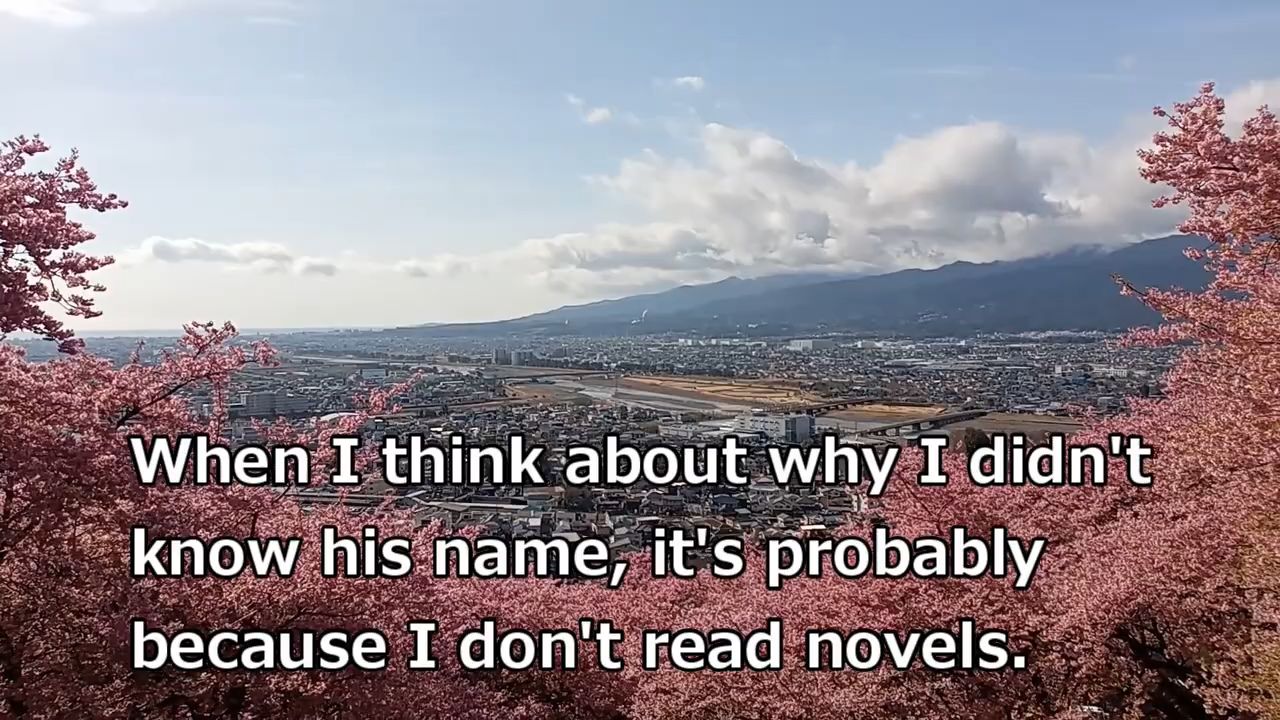 When I think about why I didn't
know his name, it's probably
because I don't read novels.